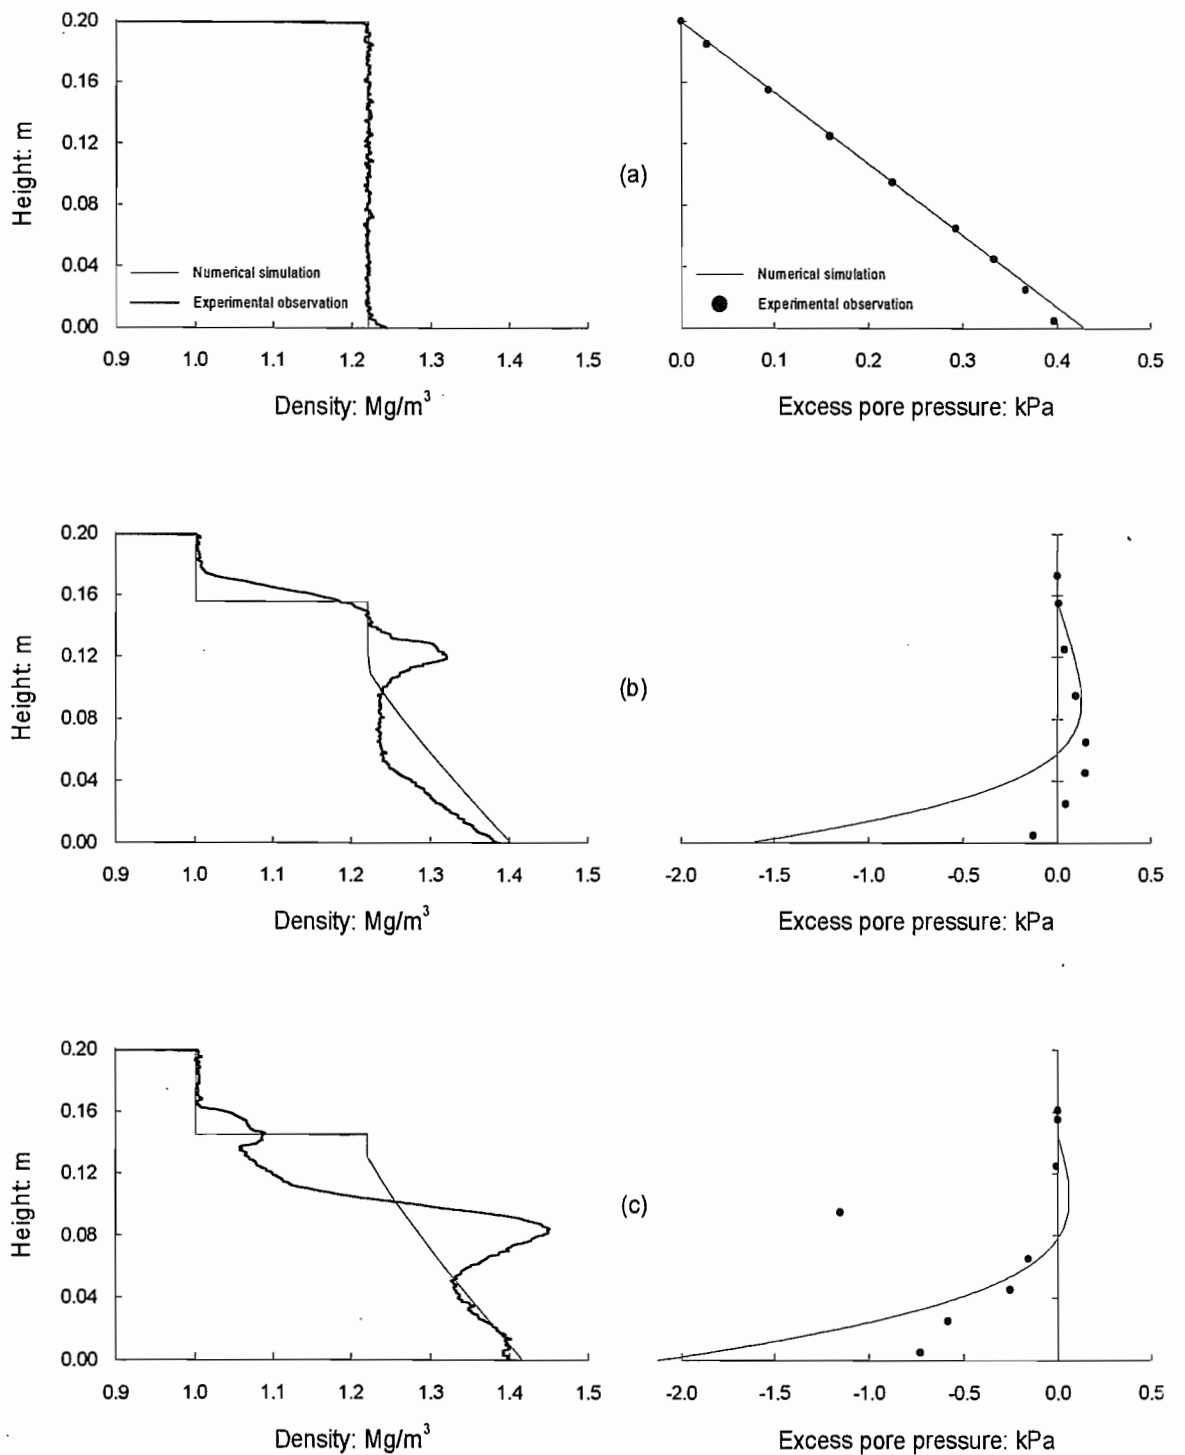 0.20
0.16
0.12
0.08
0.04
0.00
Height: m
Numerical simulation
Experimental observation
0.9 1.0 1.1 1.2 1.3 1.4 1.5
Density: Mg/m³
(a)
Numerical simulation
Experimental observation
0.0 0.2 0.3 0.4 0.5
Excess pore pressure: kPa
0.20
0.16
0.12
0.08
0.04
0.00
Height: m
0.9 1.0 1.1 1.2 1.3 1.4 1.5
Density: Mg/m³
(b)
-2.0 -1.5 -1.0 -0.5 0.0 0.5
Excess pore pressure: kPa
0.20
0.16
0.12
0.08
0.04
0.00
Height: m
0.9 1.0 1.1 1.2 1.3 1.4 1.5
Density: Mg/m³
(c)
-2.0 -1.5 -1.0 -0.5 0.0 0.5
Excess pore pressure: kPa